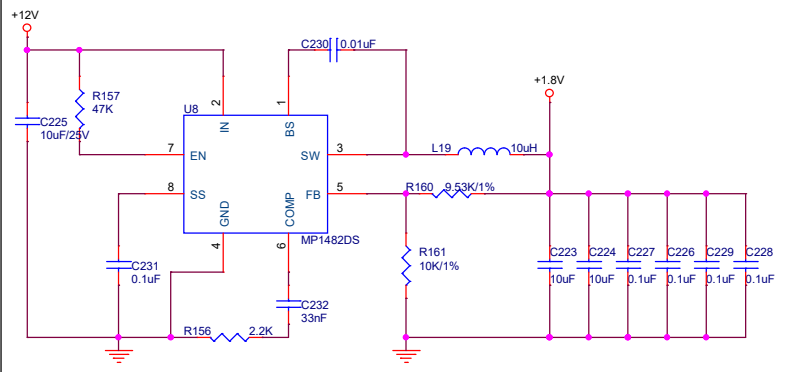 +12V
C230 0.01uF
+1.8V
R157
47K
C225
10uF/25V
U8
2
1
IN
BS
7 EN
SW 3
L19 10uH
8 SS
FB 5
R160 9.53K/1%
GND
COMP
4
6
MP1482DS
R161
10K/1%
C231
0.1uF
C232
33nF
R156 2.2K
C223
10uF
C224
10uF
C227
0.1uF
C226
0.1uF
C229
0.1uF
C228
0.1uF